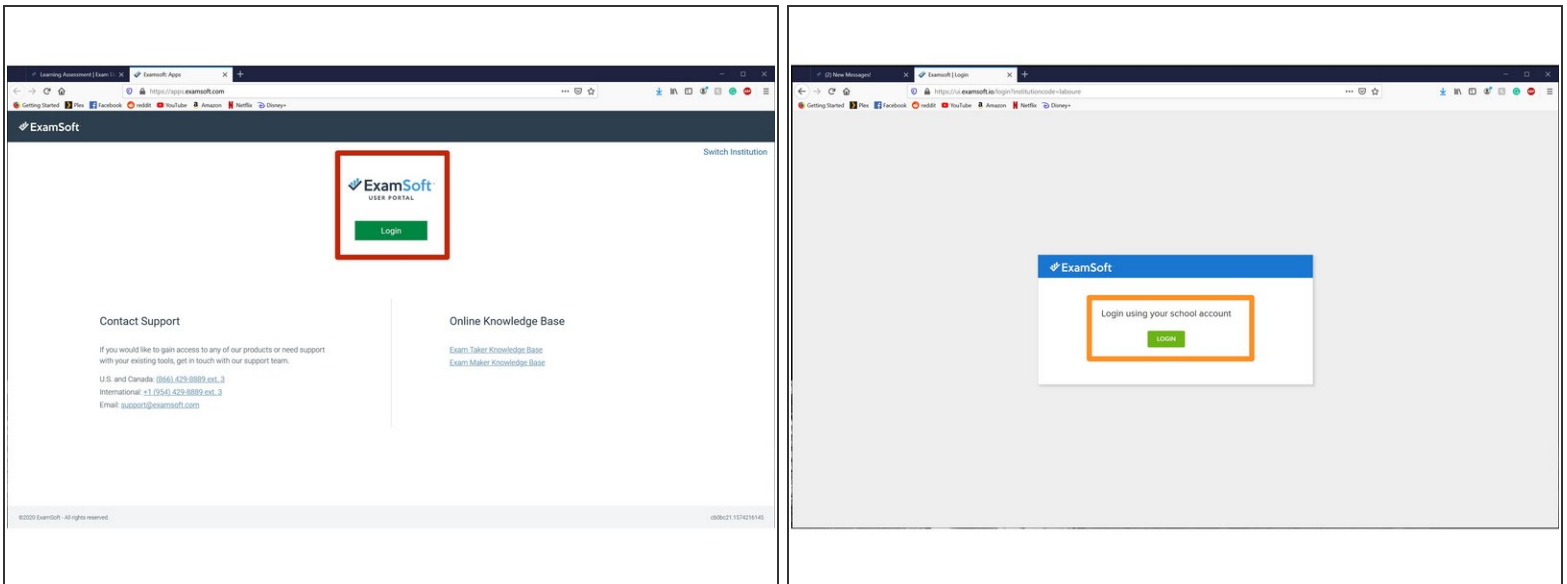 Learning Assessment | Exam D
Examsoft: Apps
https://apps.examsoft.com
Getting Started Plex Facebook reddit YouTube Amazon Netflix Disney+
ExamSoft
Switch Institution
ExamSoft
USER PORTAL
Login
Contact Support
If you would like to gain access to any of our products or need support
with your existing tools, get in touch with our support team.
U.S. and Canada: (866) 429-8889 ext. 3
International: +1 (954) 429-8889 ext. 3
Email: support@examsoft.com
Online Knowledge Base
Exam Taker Knowledge Base
Exam Maker Knowledge Base
©2020 ExamSoft - All rights reserved.
(2) New Messages!
Examsoft | Login
https://ui.examsoft.io/login?institutioncode=laboure
Getting Started Plex Facebook reddit YouTube Amazon Netflix Disney+
ExamSoft
Login using your school account
LOGIN